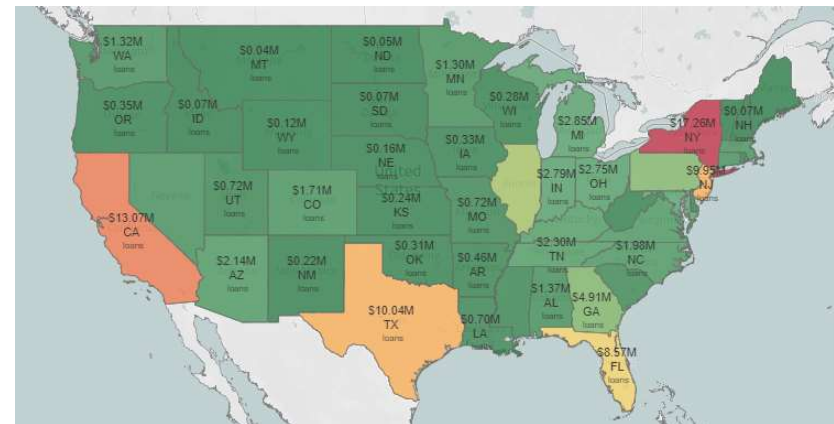 $1.32M
WA
loans
$0.04M
MT
loans
$0.05M
ND
loans
$1.30M
MN
loans
$0.35M
OR
loans
$0.07M
ID
loans
$0.12M
WY
loans
$0.07M
SD
loans
$0.28M
WI
loans
$2.85M
MI
loans
$17.26M
NY
loans
$0.07M
NH
loans
$0.16M
NE
loans
United
States
$0.33M
IA
loans
$9.95M
NJ
loans
$13.07M
CA
loans
$0.72M
UT
loans
$1.71M
CO
loans
$0.24M
KS
loans
$0.72M
MO
loans
$2.79M
IN
loans
$2.75M
OH
loans
$2.14M
AZ
loans
$0.22M
NM
loans
$0.31M
OK
loans
$0.46M
AR
loans
$2.30M
TN
loans
$1.98M
NC
loans
$10.04M
TX
loans
$0.70M
LA
loans
$1.37M
AL
loans
$4.91M
GA
loans
$8.57M
FL
loans